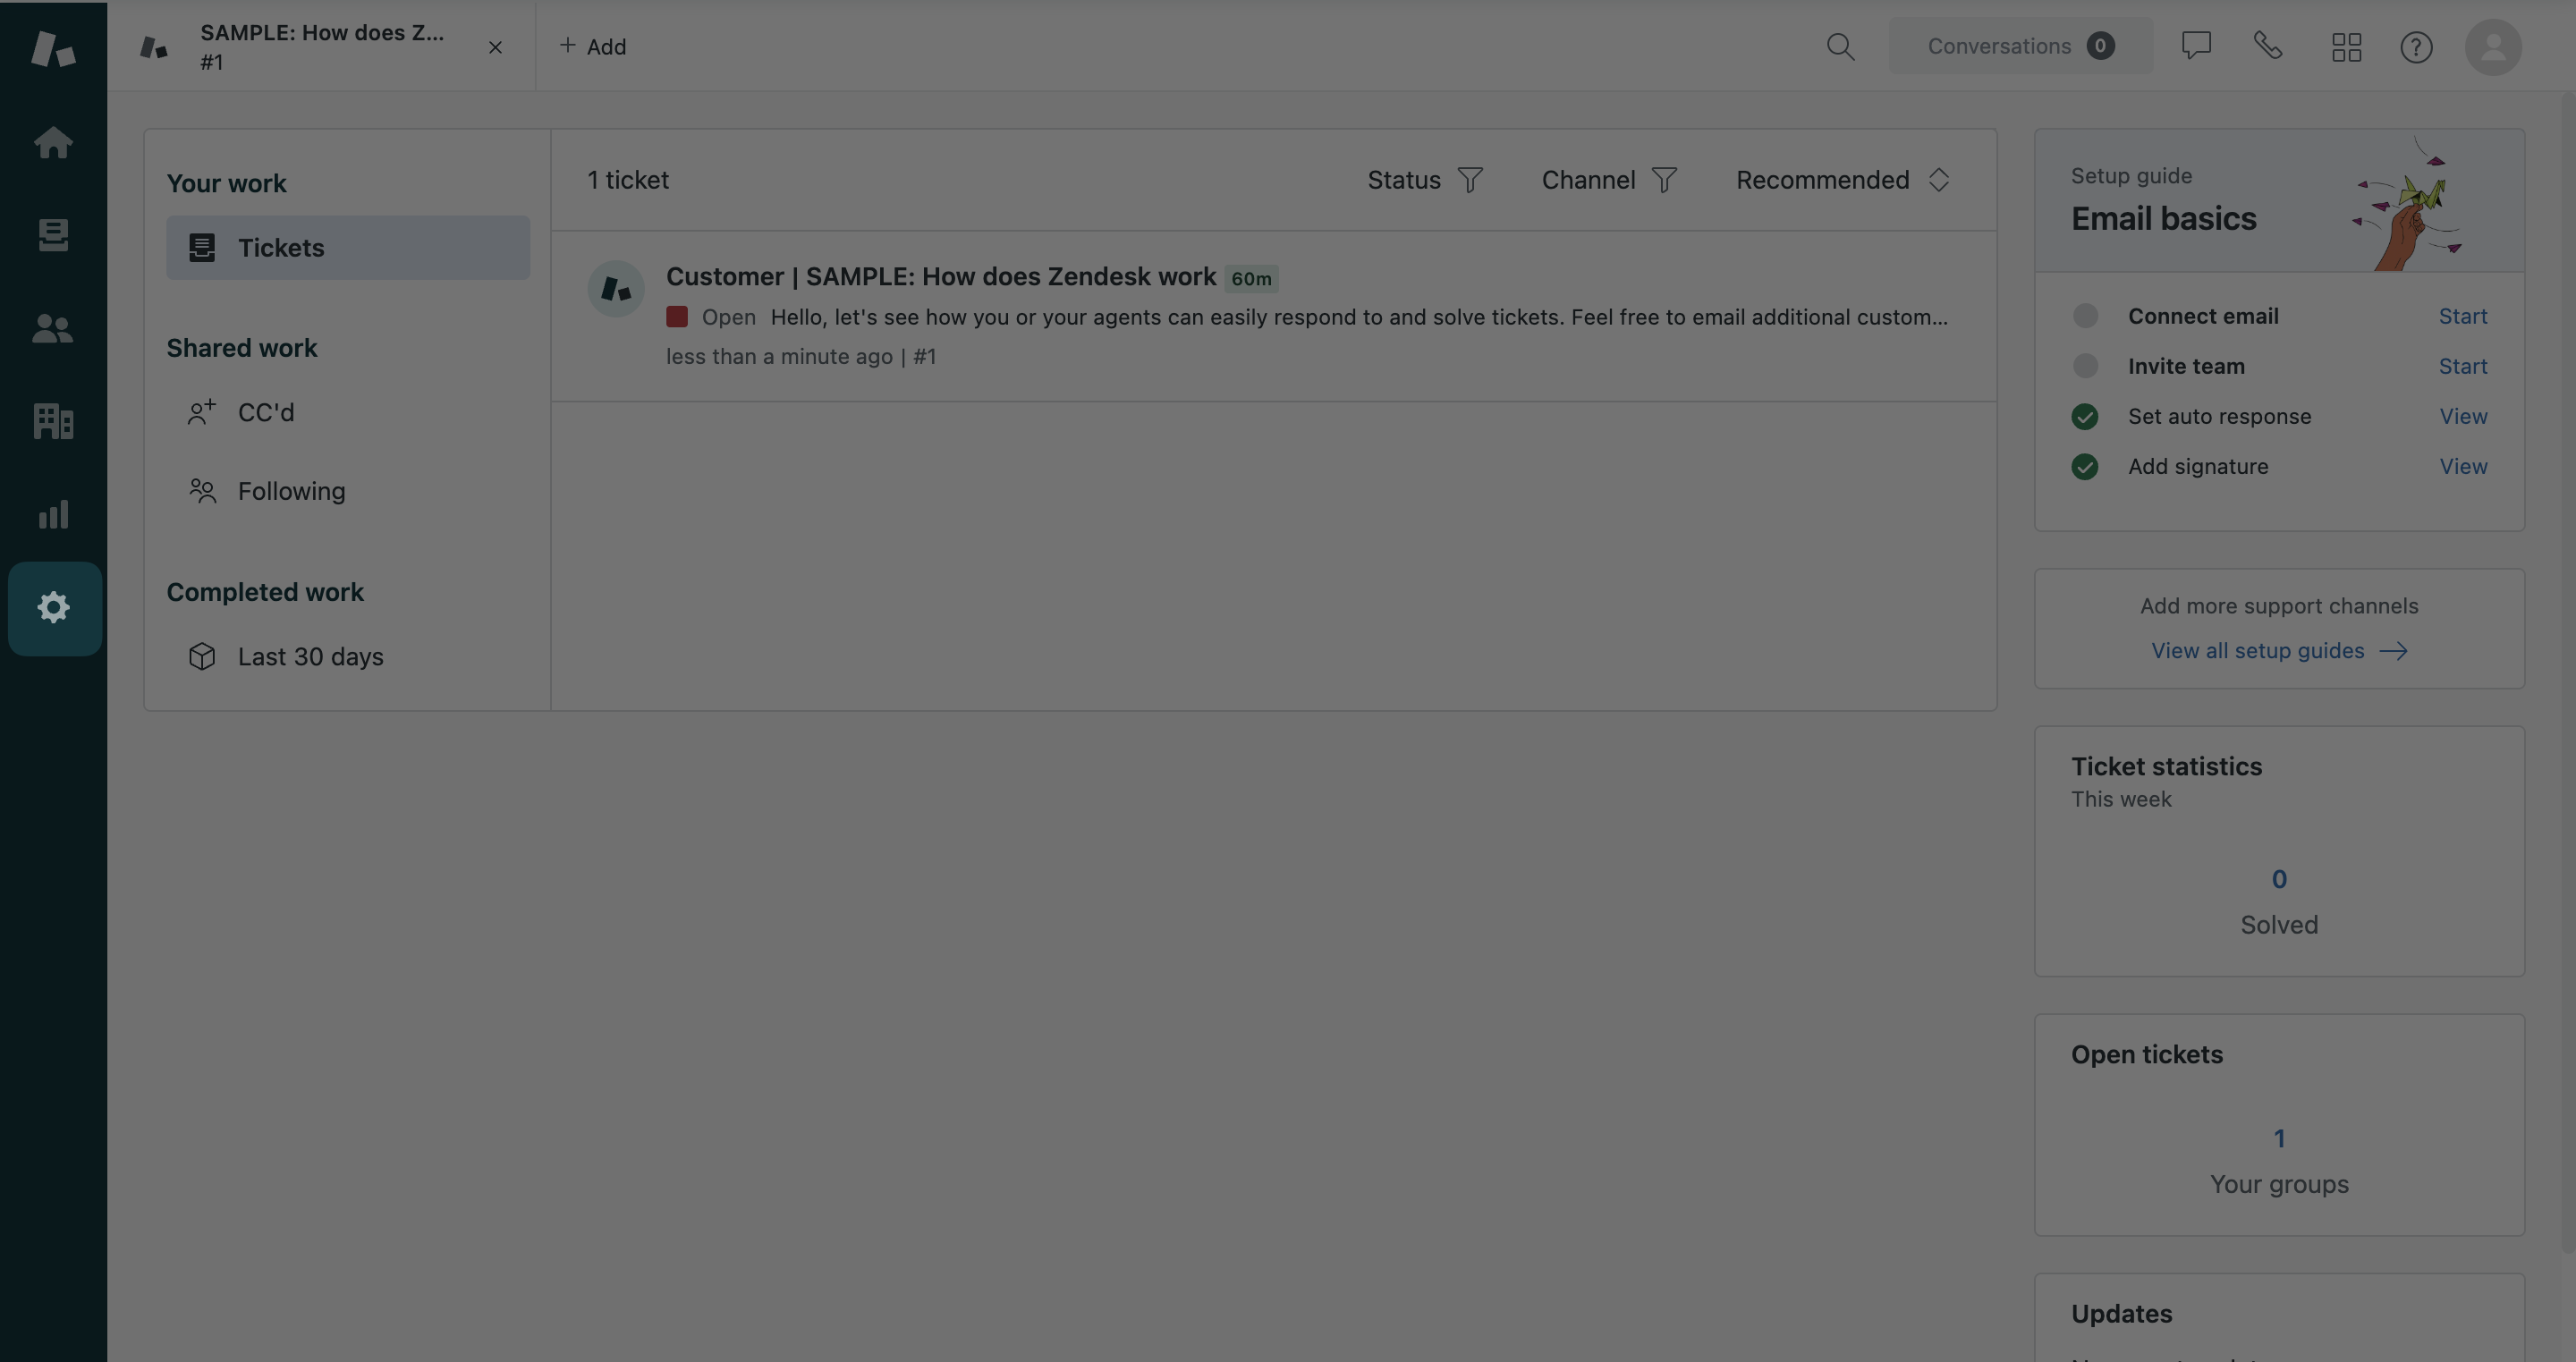 SAMPLE: How does Z...
#1
Add
Conversations 0
Your work
Tickets
Shared work
CC'd
Following
Completed work
Last 30 days
1 ticket
Status
Channel
Recommended
Customer | SAMPLE: How does Zendesk work 60m
Open Hello, let's see how you or your agents can easily respond to and solve tickets. Feel free to email additional custom...
less than a minute ago | #1
Setup guide
Email basics
Connect email Start
Invite team Start
Set auto response View
Add signature View
Add more support channels
View all setup guides
Ticket statistics
This week
0
Solved
Open tickets
1
Your groups
Updates